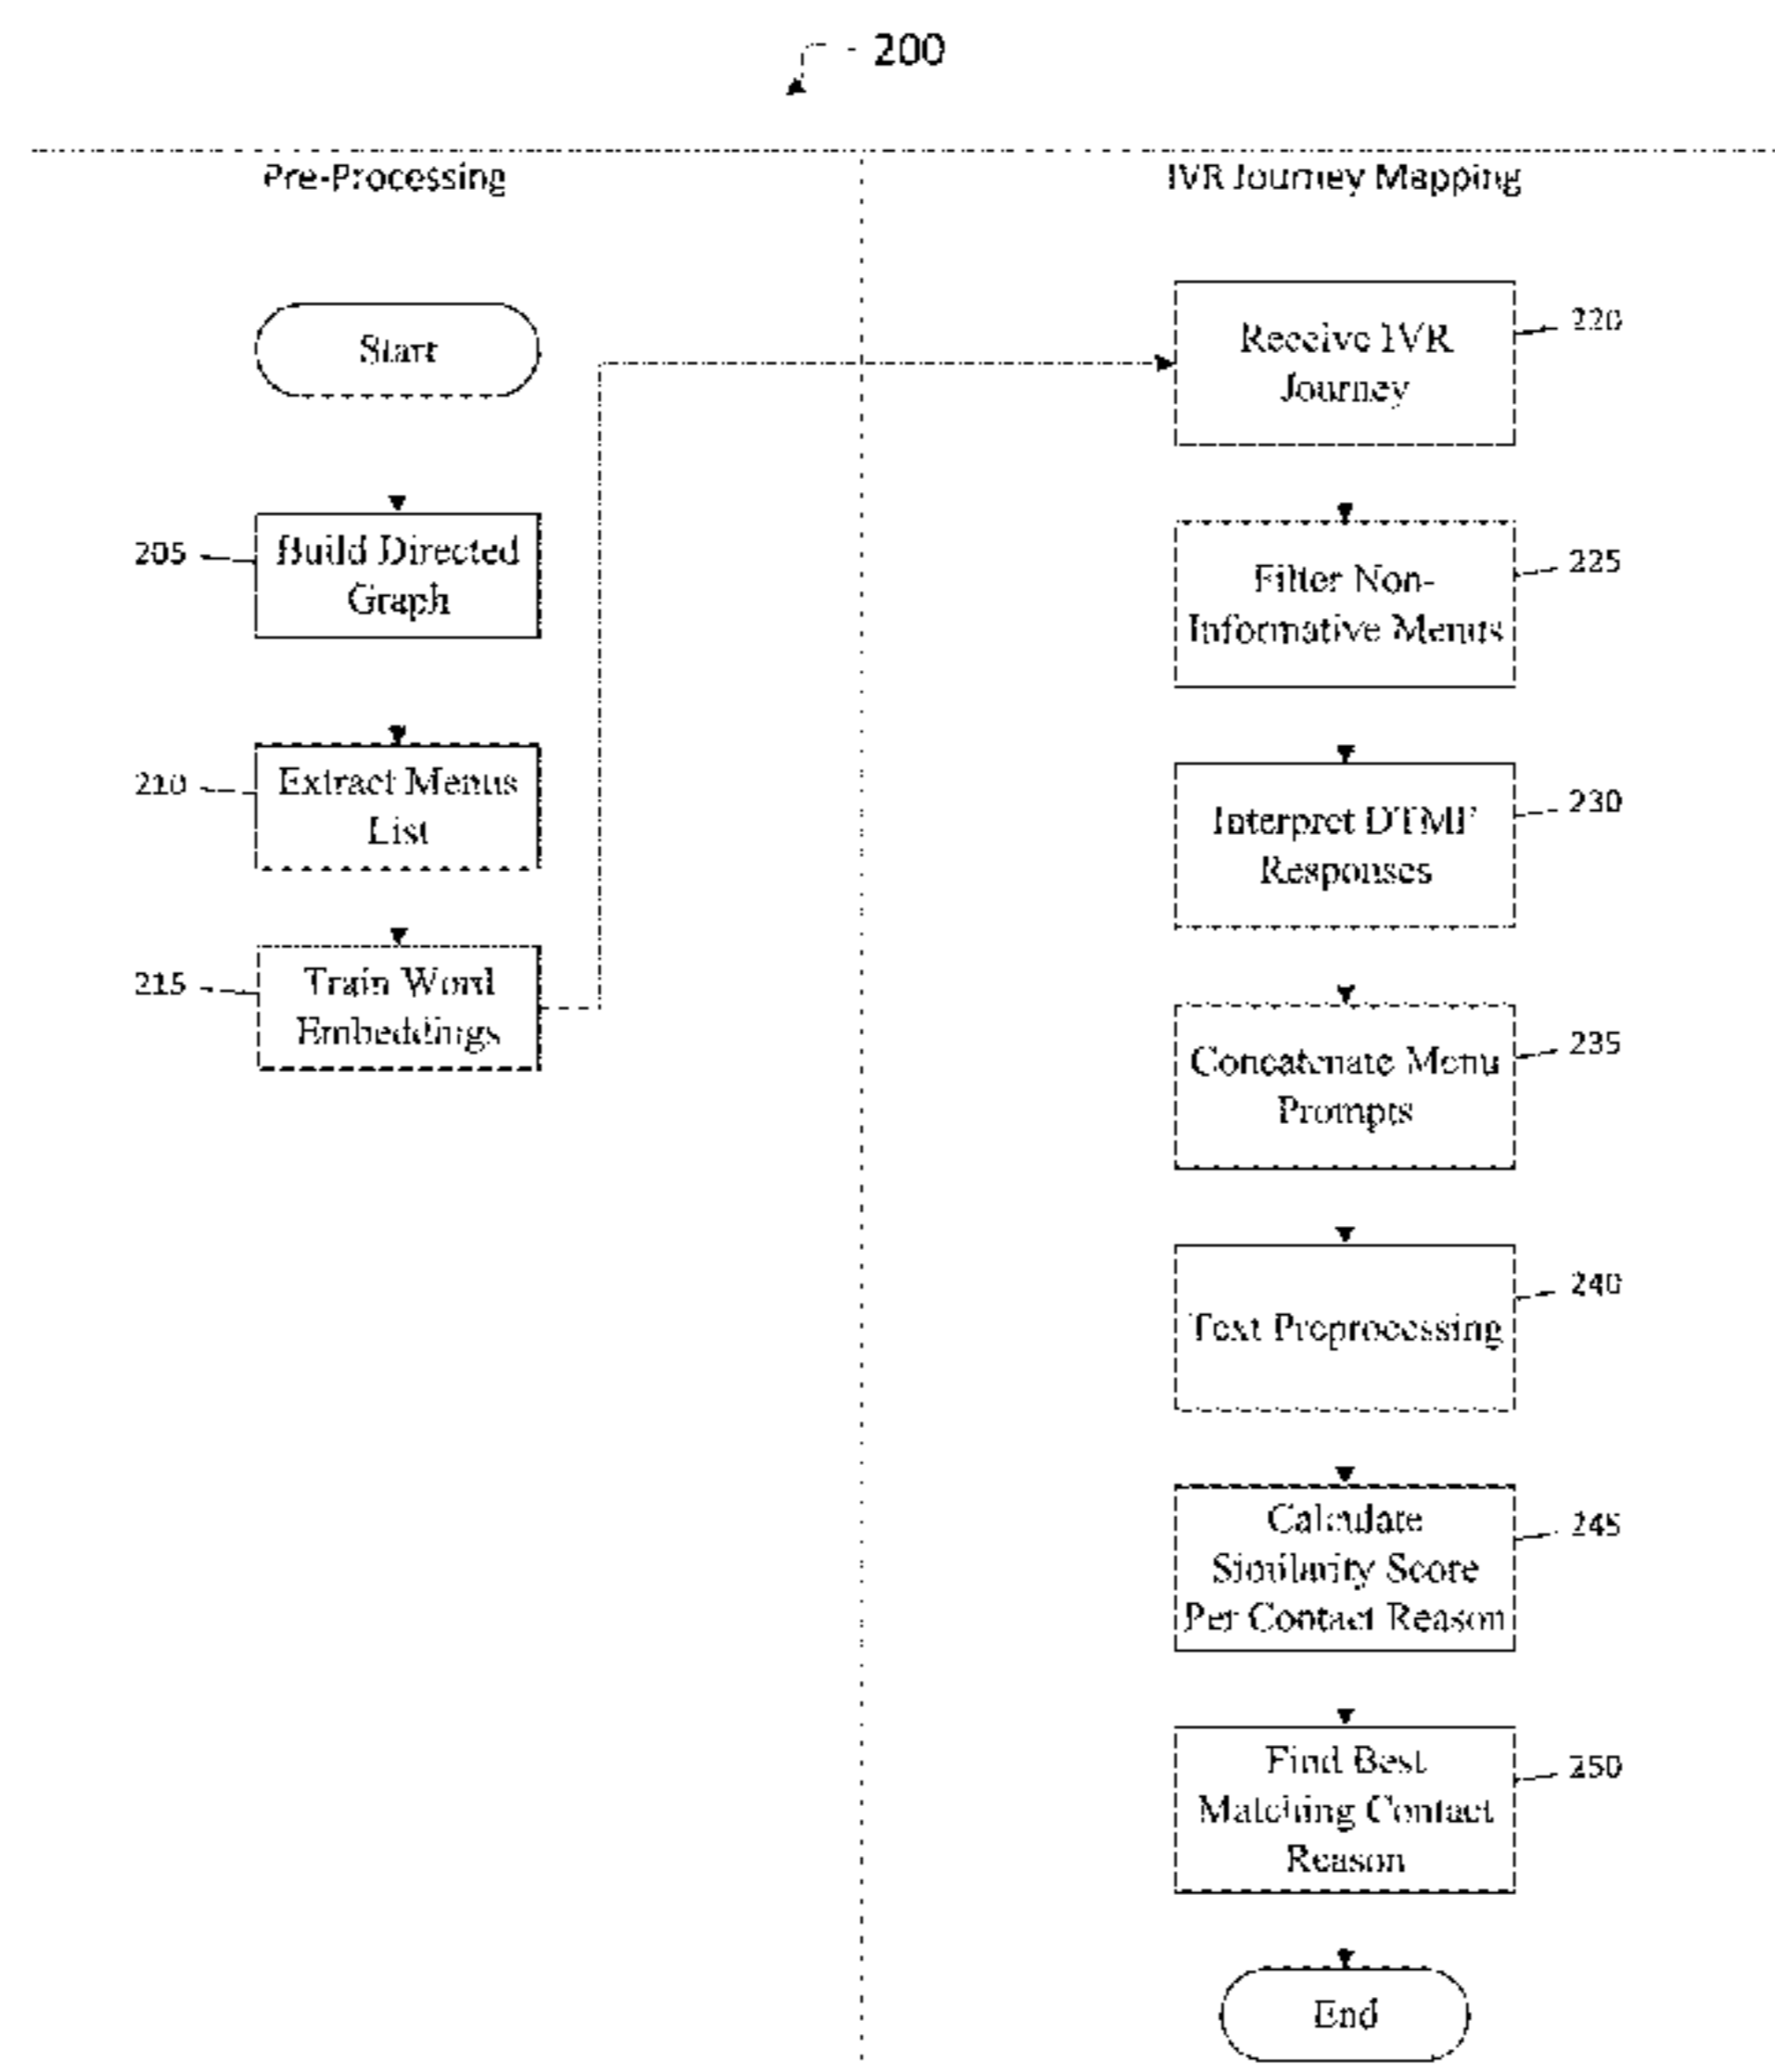 200
Pre-Processing
IVR Journey Mapping
Start
205
Build Directed
Graph
210
Extract Menus
List
215
Train Word
Embeddings
Receive IVR
Journey
220
Filter Non-
Informative Menus
225
Interpret DTMF
Responses
230
Concatenate Menu
Prompts
235
Text Preprocessing
240
Calculate
Similarity Score
Per Contact Reason
245
Find Best
Matching Contact
Reason
250
End